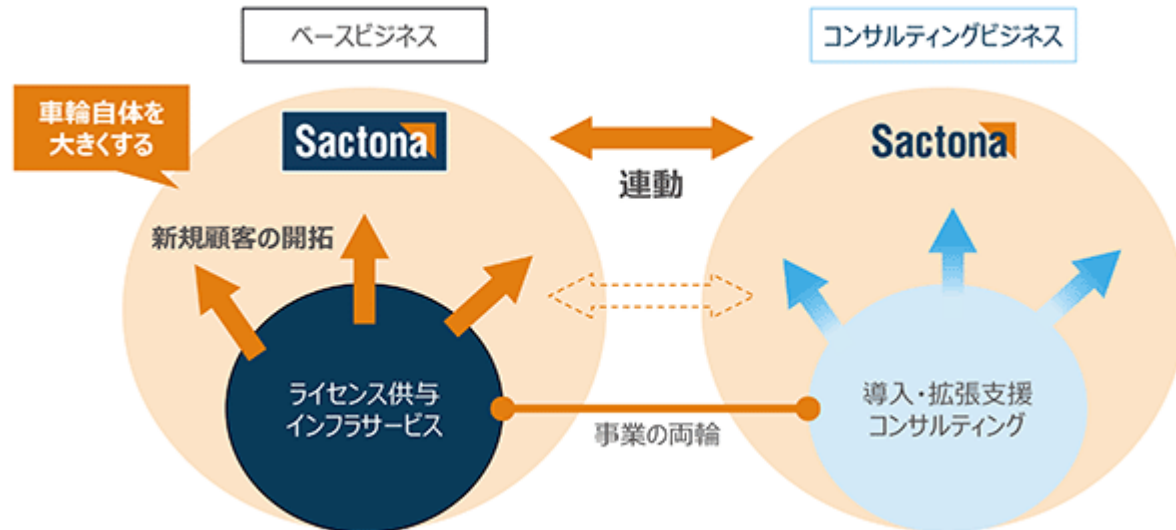 ベースビジネス
コンサルティングビジネス
車輪自体を
大きくする
Sactona
Sactona
連動
新規顧客の開拓
ライセンス供与
インフラサービス
導入・拡張支援
コンサルティング
事業の両輪